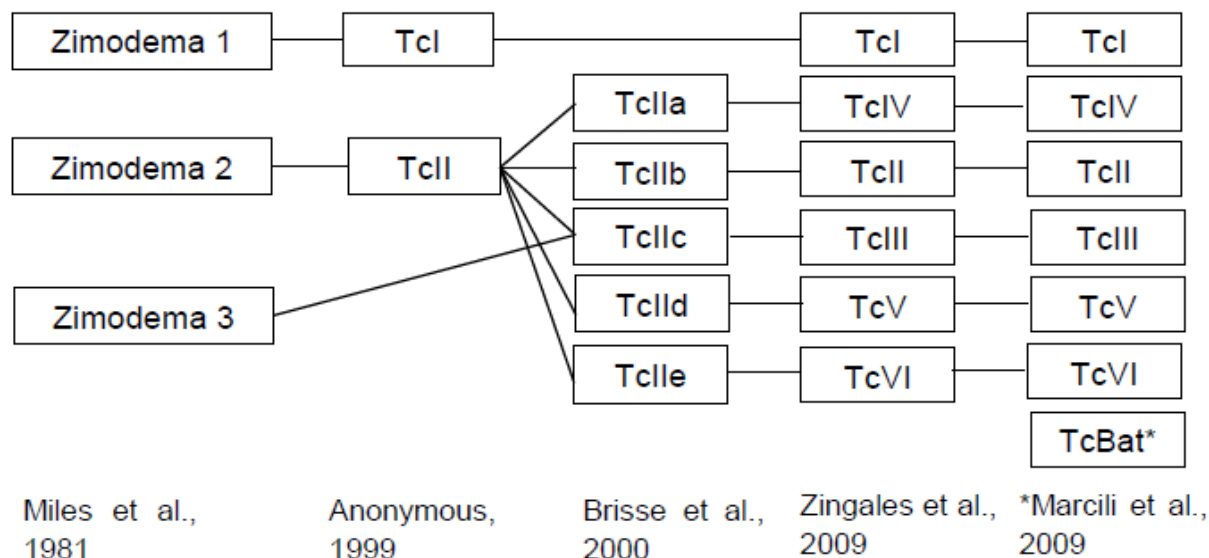 Zimodema 1 TcI TcI TcI
TcIIa TcIV TcIV
Zimodema 2 TcII TcIIb TcII TcII
TcIIc TcIII TcIII
Zimodema 3 TcIId TcV TcV
TcIIe TcVI TcVI
TcBat*
Miles et al., Anonymous, Brisse et al., Zingales et al., *Marcili et al.,
1981 1999 2000 2009 2009